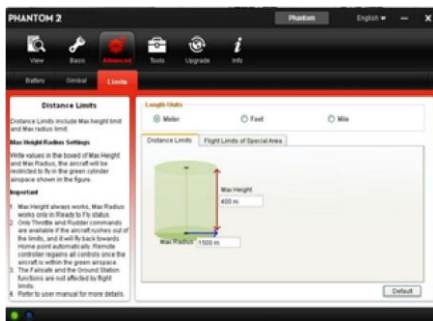 PHANTOM 2
Phantom
English
View
Basic
Advanced
Tools
Upgrade
Info
Battery
Gimbal
Limits
Distance Limits
Distance Limits include Max height limit
and Max radius limit.
Max Height Radius Settings
Write values in the boxed of Max Height
and Max Radius, the aircraft will be
restricted to fly in the green cylinder
airspace shown in the figure.
Important
1 Max Height always works, Max Radius
works only in Ready to Fly status.
2 Only Throttle and Rudder commands
are available if the aircraft rushes out of
the limits, and it will fly back towards
Home point automatically. Remote
controller regains all controls once the
aircraft is within the green airspace.
3 The Failsafe and the Ground Station
functions are not affected by flight
limits.
4. Refer to user manual for more details.
Length Units
Meter
Feet
Mile
Distance Limits
Flight Limits of Special Area
Max Height
400 m
Max Radius 1500 m
Default